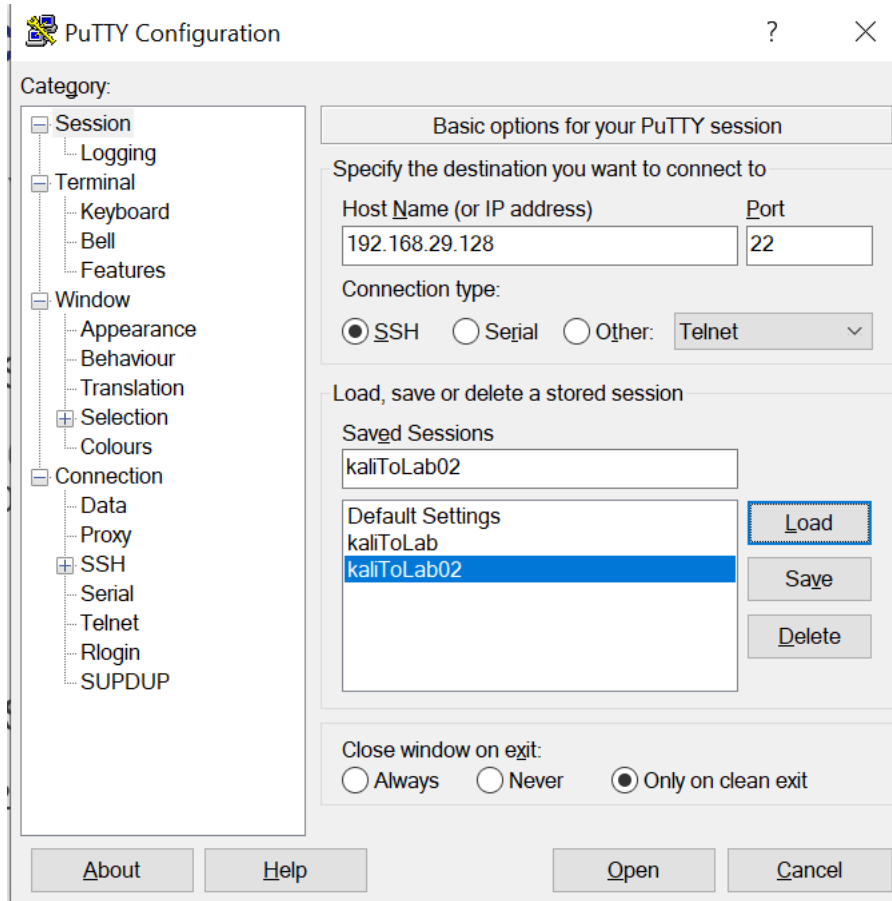 PuTTY Configuration
?
Category:
Session
Logging
Terminal
Keyboard
Bell
Features
Window
Appearance
Behaviour
Translation
Selection
Colours
Connection
Data
Proxy
SSH
Serial
Telnet
Rlogin
SUPDUP
Basic options for your PuTTY session
Specify the destination you want to connect to
Host Name (or IP address) Port
192.168.29.128 22
Connection type:
SSH Serial Other: Telnet
Load, save or delete a stored session
Saved Sessions
kaliToLab02
Default Settings
kaliToLab
kaliToLab02
Load
Save
Delete
Close window on exit:
Always Never Only on clean exit
About Help Open Cancel